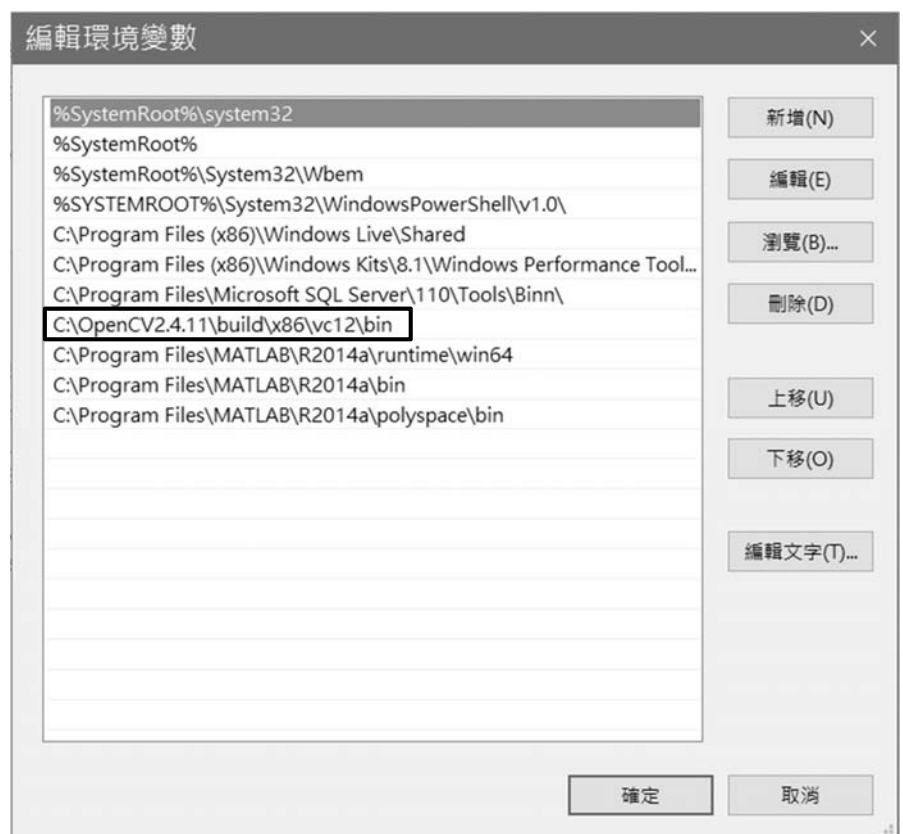 編輯環境變數
%SystemRoot%\system32
%SystemRoot%
%SystemRoot%\System32\Wbem
%SYSTEMROOT%\System32\WindowsPowerShell\v1.0\
C:\Program Files (x86)\Windows Live\Shared
C:\Program Files (x86)\Windows Kits\8.1\Windows Performance Tool...
C:\Program Files\Microsoft SQL Server\110\Tools\Binn\
C:\OpenCV2.4.11\build\x86\vc12\bin
C:\Program Files\MATLAB\R2014a\runtime\win64
C:\Program Files\MATLAB\R2014a\bin
C:\Program Files\MATLAB\R2014a\polyspace\bin
新增(N)
編輯(E)
瀏覽(B)...
刪除(D)
上移(U)
下移(O)
編輯文字(T)...
確定
取消